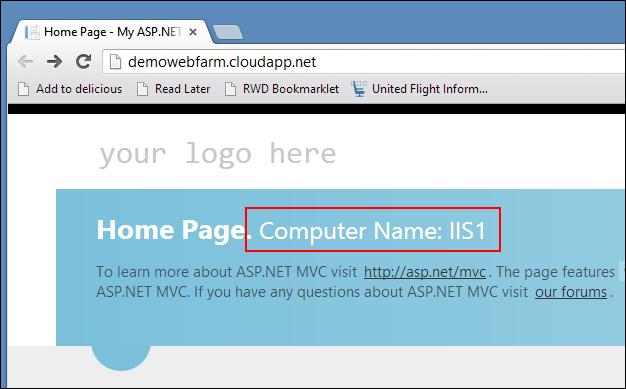 Home Page - My ASP.NET
demowebfarm.cloudapp.net
Add to delicious Read Later RWD Bookmarklet United Flight Inform...
your logo here
Home Page. Computer Name: IIS1
To learn more about ASP.NET MVC visit http://asp.net/mvc. The page features
ASP.NET MVC. If you have any questions about ASP.NET MVC visit our forums.